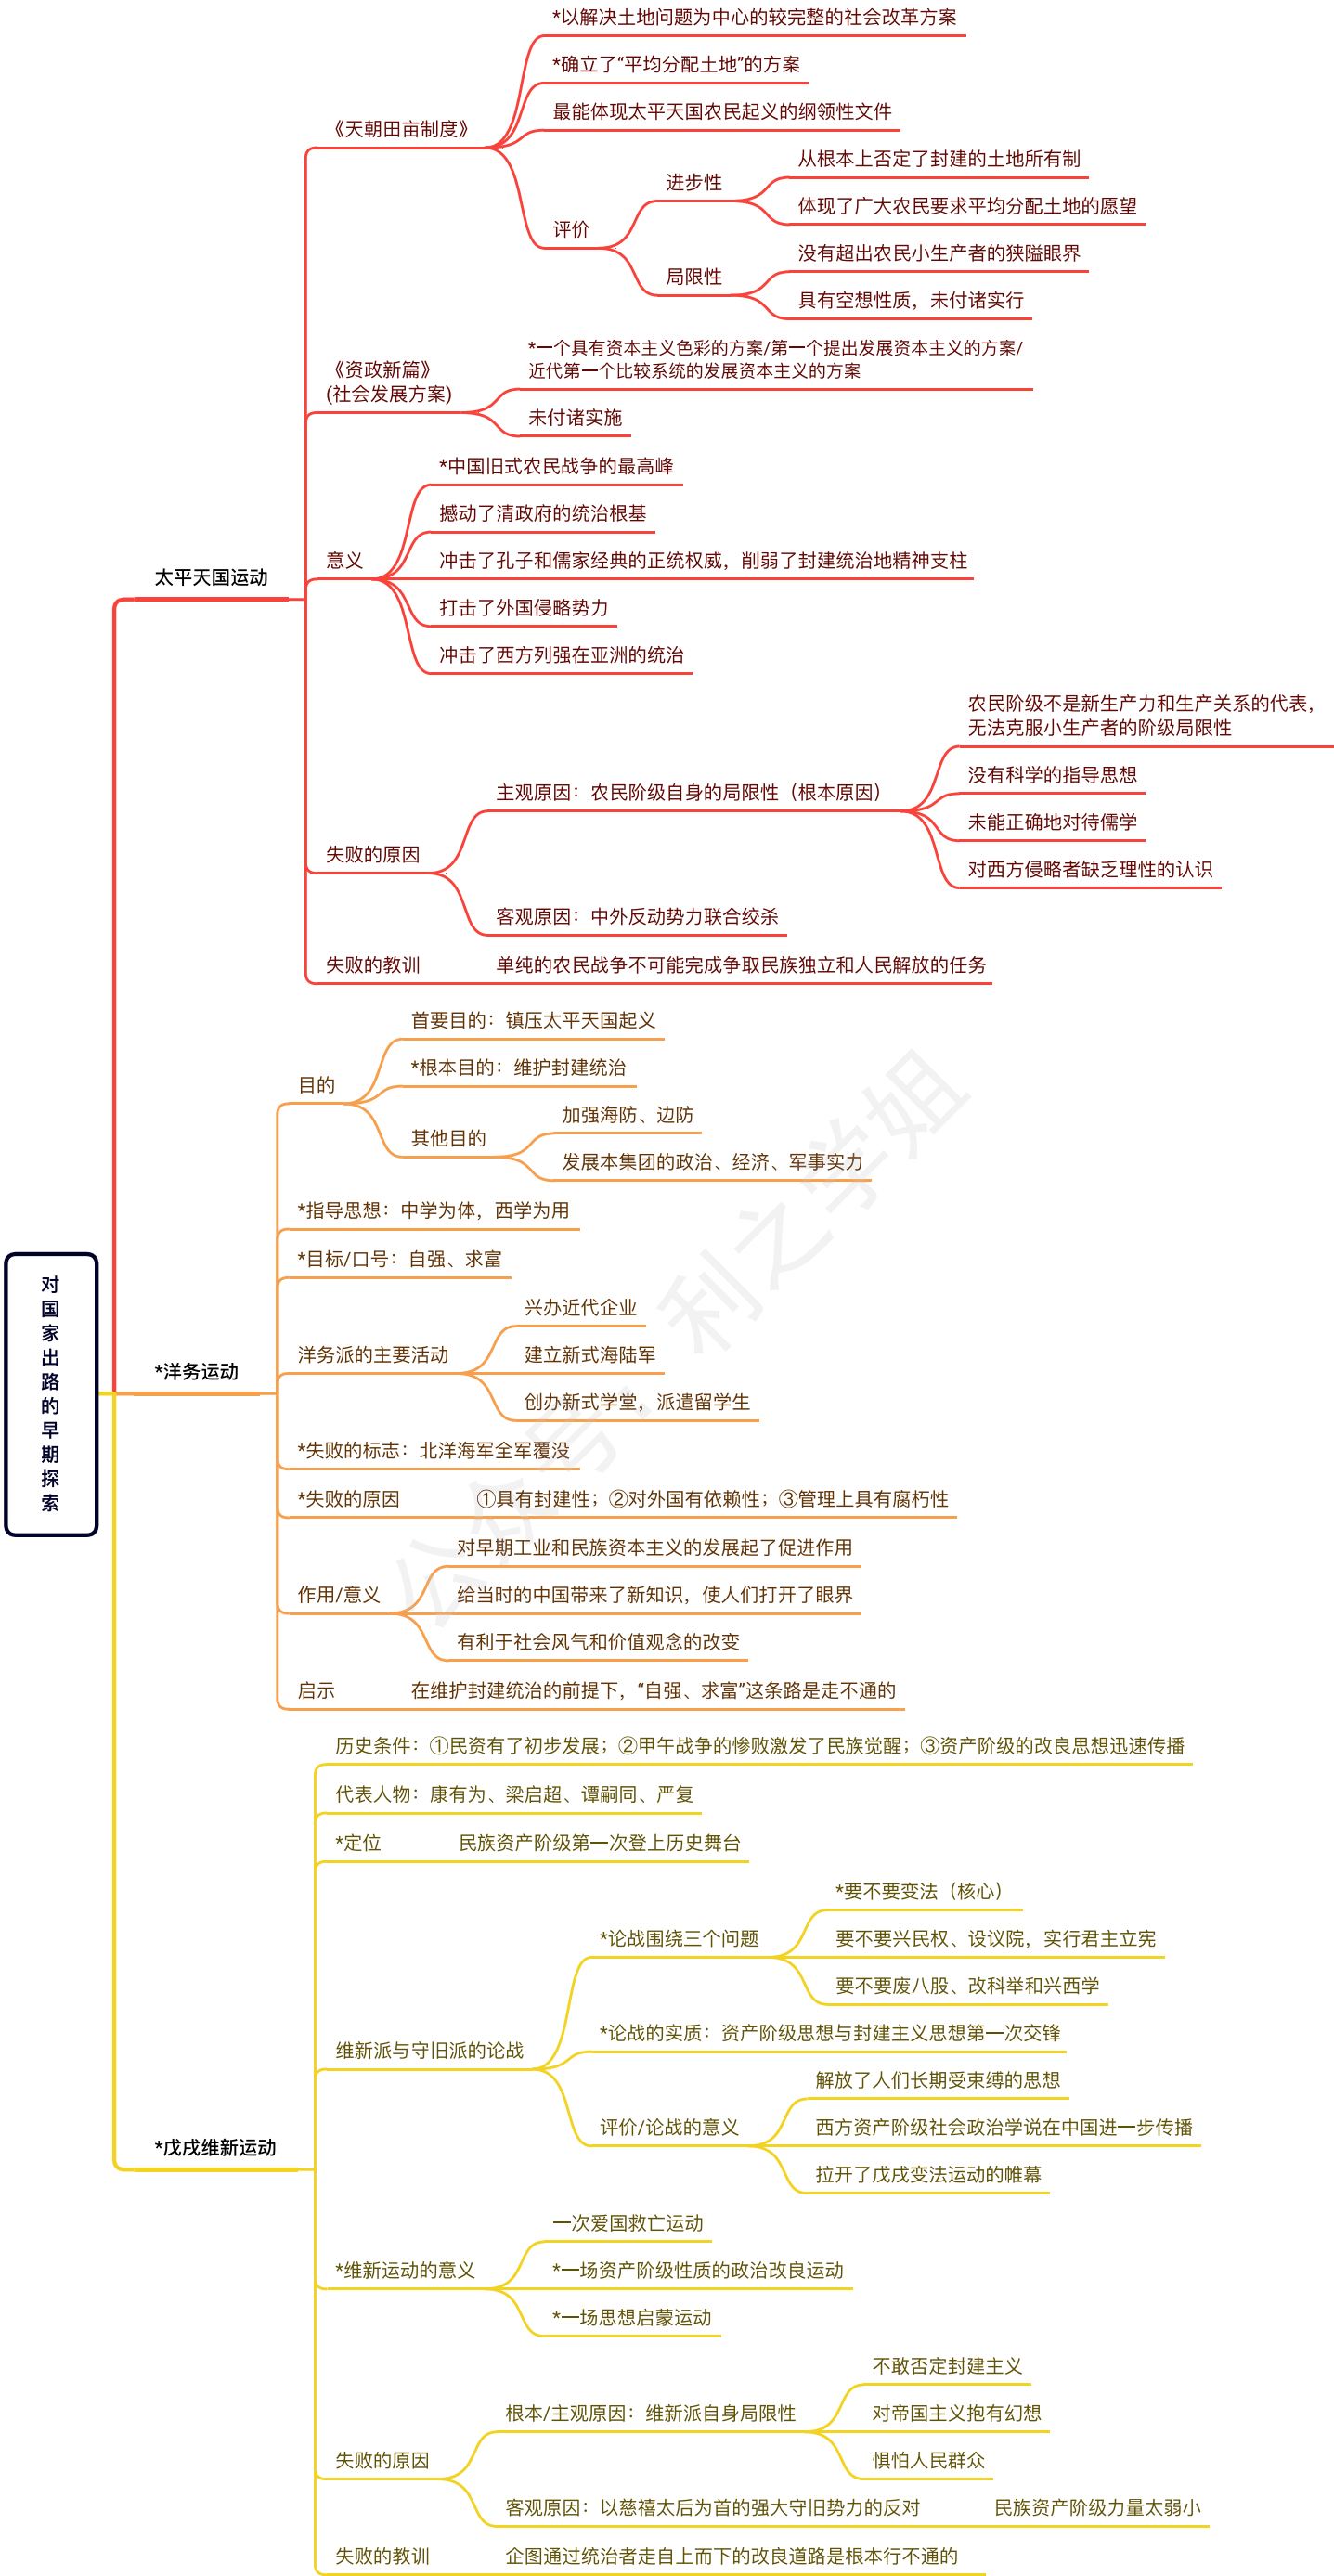 对国家出路的早期探索
太平天国运动
《天朝田亩制度》
*以解决土地问题为中心的较完整的社会改革方案
*确立了“平均分配土地”的方案
最能体现太平天国农民起义的纲领性文件
评价
进步性
从根本上否定了封建的土地所有制
体现了广大农民要求平均分配土地的愿望
局限性
没有超出农民小生产者的狭隘眼界
具有空想性质，未付诸实行
《资政新篇》
(社会发展方案)
*一个具有资本主义色彩的方案/第一个提出发展资本主义的方案/
近代第一个比较系统的发展资本主义的方案
未付诸实施
意义
*中国旧式农民战争的最高峰
撼动了清政府的统治根基
冲击了孔子和儒家经典的正统权威，削弱了封建统治地精神支柱
打击了外国侵略势力
冲击了西方列强在亚洲的统治
失败的原因
主观原因：农民阶级自身的局限性（根本原因）
农民阶级不是新生产力和生产关系的代表，
无法克服小生产者的阶级局限性
没有科学的指导思想
未能正确地对待儒学
对西方侵略者缺乏理性的认识
客观原因：中外反动势力联合绞杀
失败的教训
单纯的农民战争不可能完成争取民族独立和人民解放的任务
*洋务运动
目的
首要目的：镇压太平天国起义
*根本目的：维护封建统治
其他目的
加强海防、边防
发展本集团的政治、经济、军事实力
*指导思想：中学为体，西学为用
*目标/口号：自强、求富
洋务派的主要活动
兴办近代企业
建立新式海陆军
创办新式学堂，派遣留学生
*失败的标志：北洋海军全军覆没
*失败的原因
①具有封建性；②对外国有依赖性；③管理上具有腐朽性
作用/意义
对早期工业和民族资本主义的发展起了促进作用
给当时的中国带来了新知识，使人们打开了眼界
有利于社会风气和价值观念的改变
启示
在维护封建统治的前提下，“自强、求富”这条路是走不通的
*戊戌维新运动
历史条件：①民资有了初步发展；②甲午战争的惨败激发了民族觉醒；③资产阶级的改良思想迅速传播
代表人物：康有为、梁启超、谭嗣同、严复
*定位
民族资产阶级第一次登上历史舞台
维新派与守旧派的论战
*论战围绕三个问题
*要不要变法（核心）
要不要兴民权、设议院，实行君主立宪
要不要废八股、改科举和兴西学
*论战的实质：资产阶级思想与封建主义思想第一次交锋
评价/论战的意义
解放了人们长期受束缚的思想
西方资产阶级社会政治学说在中国进一步传播
拉开了戊戌变法运动的帷幕
*维新运动的意义
一次爱国救亡运动
*一场资产阶级性质的政治改良运动
*一场思想启蒙运动
失败的原因
根本/主观原因：维新派自身局限性
不敢否定封建主义
对帝国主义抱有幻想
惧怕人民群众
客观原因：以慈禧太后为首的强大守旧势力的反对
民族资产阶级力量太弱小
失败的教训
企图通过统治者走自上而下的改良道路是根本行不通的
公众号：利之学姐